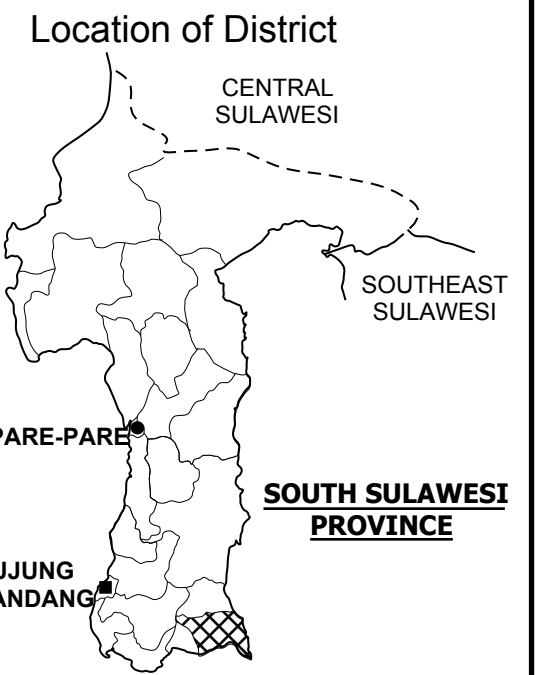 Location of District
CENTRAL
SULAWESI
SOUTHEAST
SULAWESI
PARE-PARE
SOUTH SULAWESI
PROVINCE
UJUNG
ANDANG